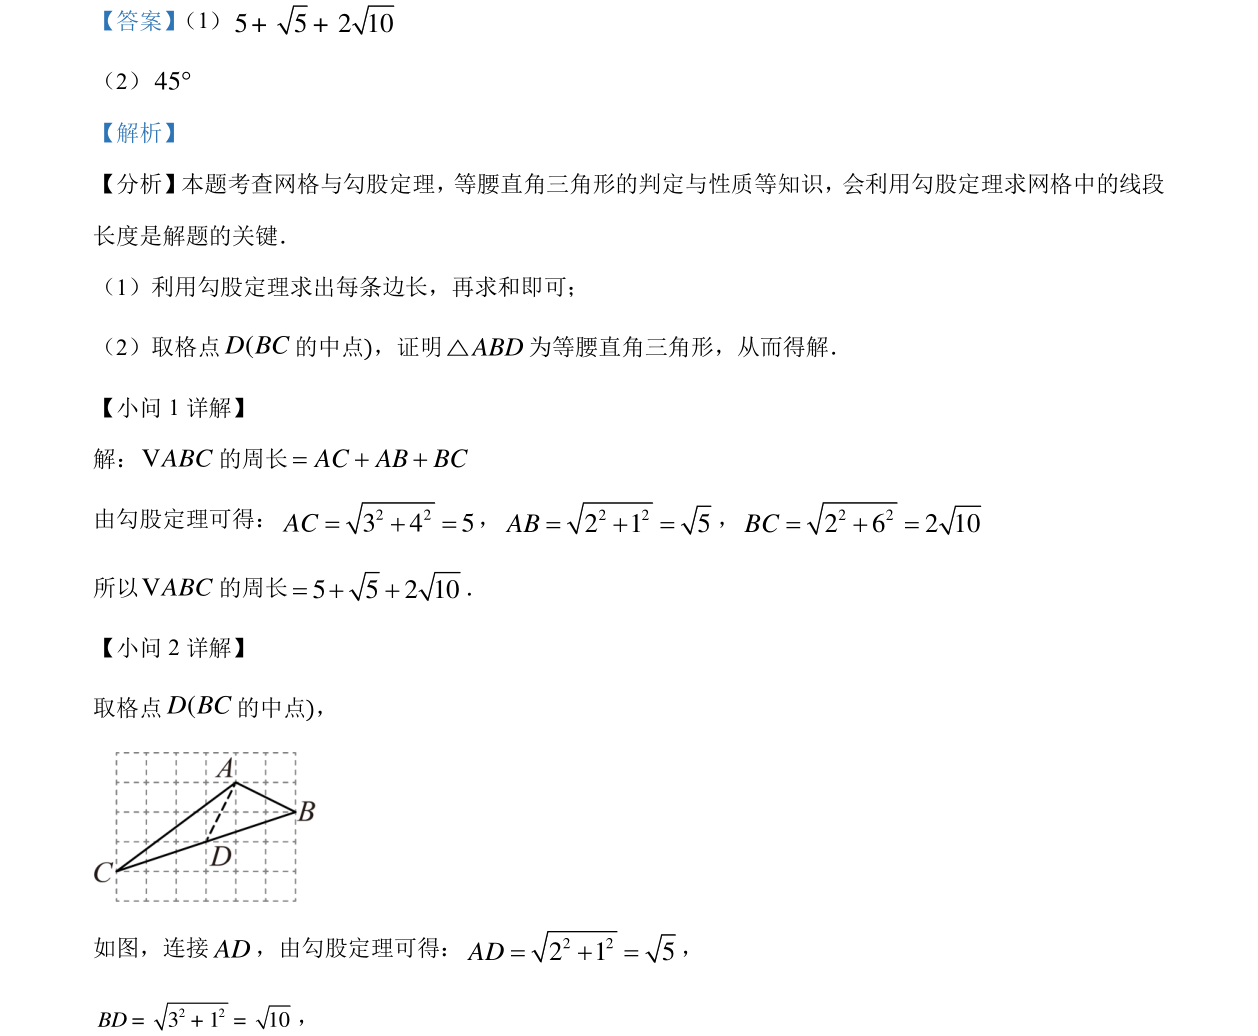 【答案】（1）5+ √5+ 2√10
（2）45°
【解析】
【分析】本题考查网格与勾股定理，等腰直角三角形的判定与性质等知识，会利用勾股定理求网格中的线段
长度是解题的关键．
（1）利用勾股定理求出每条边长，再求和即可；
（2）取格点D(BC的中点)，证明△ABD为等腰直角三角形，从而得解．
【小问1详解】
解：VABC的周长=AC+AB+BC
由勾股定理可得：AC=√(3²+4²)=5，AB=√(2²+1²)=√5，BC=√(2²+6²)=2√10
所以VABC的周长=5+√5+2√10．
【小问2详解】
取格点D(BC的中点)，
A
B
D
C
如图，连接AD，由勾股定理可得：AD=√(2²+1²)=√5，
BD=√(3²+1²)=√10，